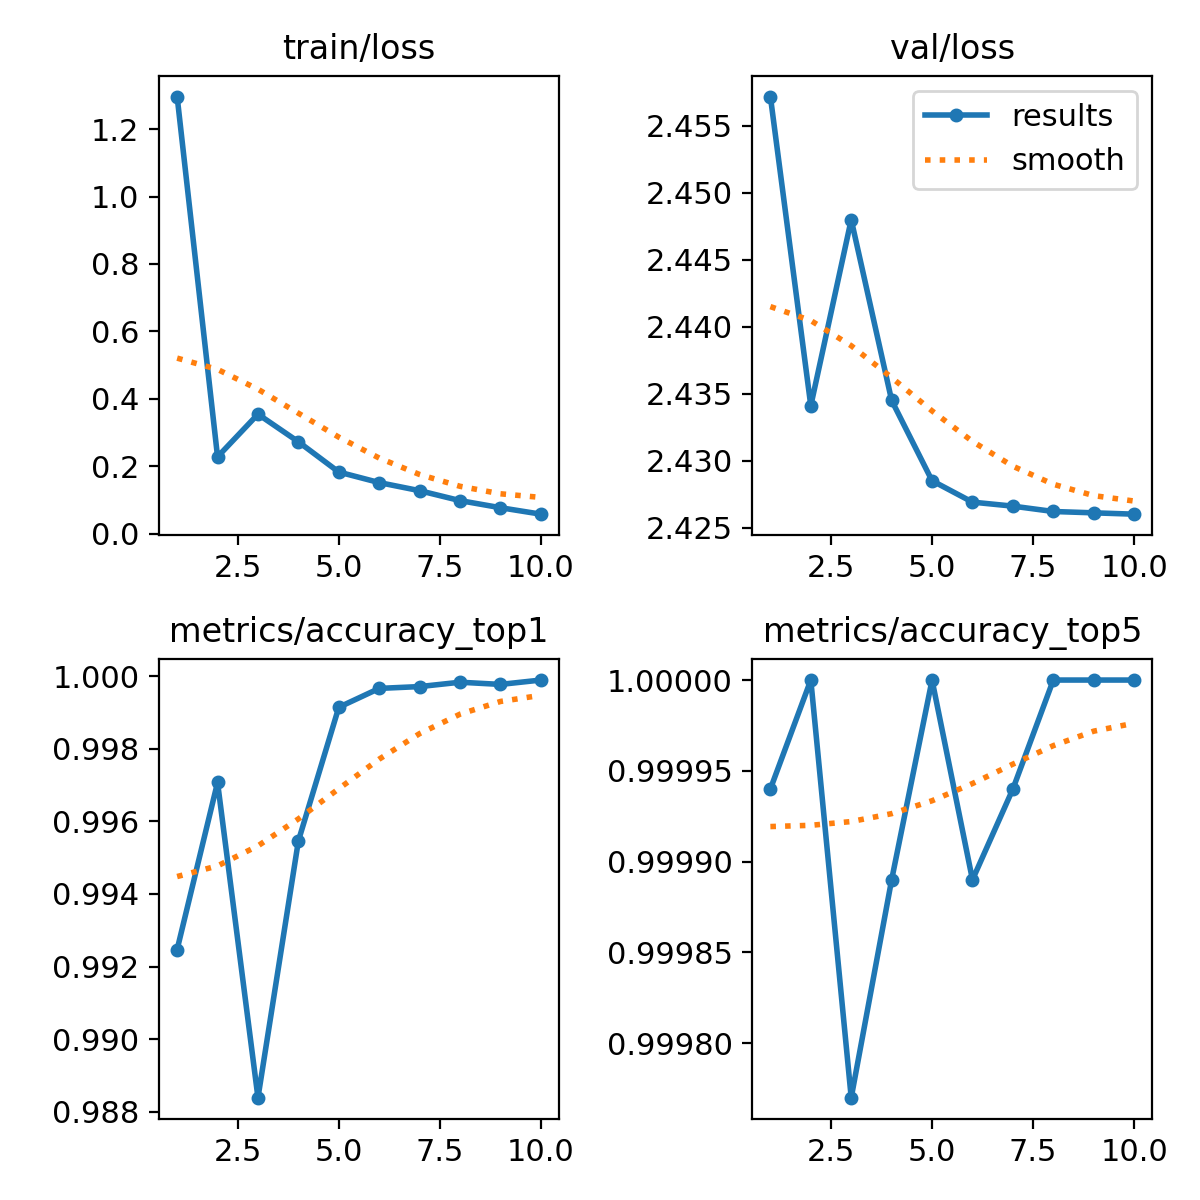 train/loss
1.2
1.0
0.8
0.6
0.4
0.2
0.0
2.5 5.0 7.5 10.0
val/loss
results
smooth
2.455
2.450
2.445
2.440
2.435
2.430
2.425
2.5 5.0 7.5 10.0
metrics/accuracy_top1
1.000
0.998
0.996
0.994
0.992
0.990
0.988
2.5 5.0 7.5 10.0
metrics/accuracy_top5
1.00000
0.99995
0.99990
0.99985
0.99980
2.5 5.0 7.5 10.0